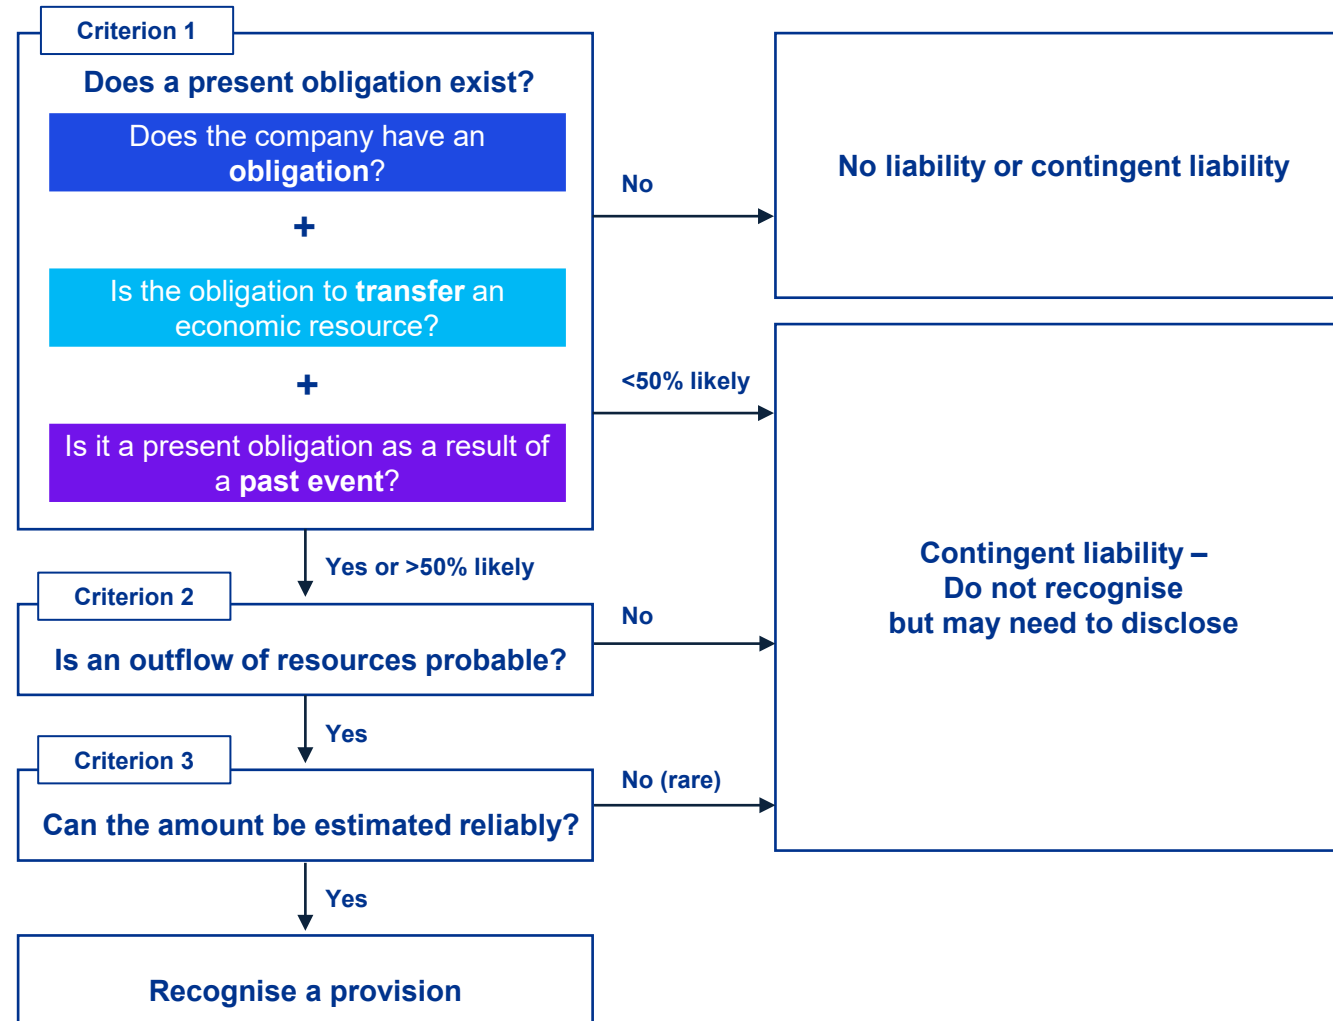 Criterion 1
Does a present obligation exist?
Does the company have an
obligation?
+
Is the obligation to transfer an
economic resource?
+
Is it a present obligation as a result of
a past event?
No
No liability or contingent liability
<50% likely
Contingent liability –
Do not recognise
but may need to disclose
Yes or >50% likely
Criterion 2
Is an outflow of resources probable?
No
Yes
Criterion 3
Can the amount be estimated reliably?
No (rare)
Yes
Recognise a provision